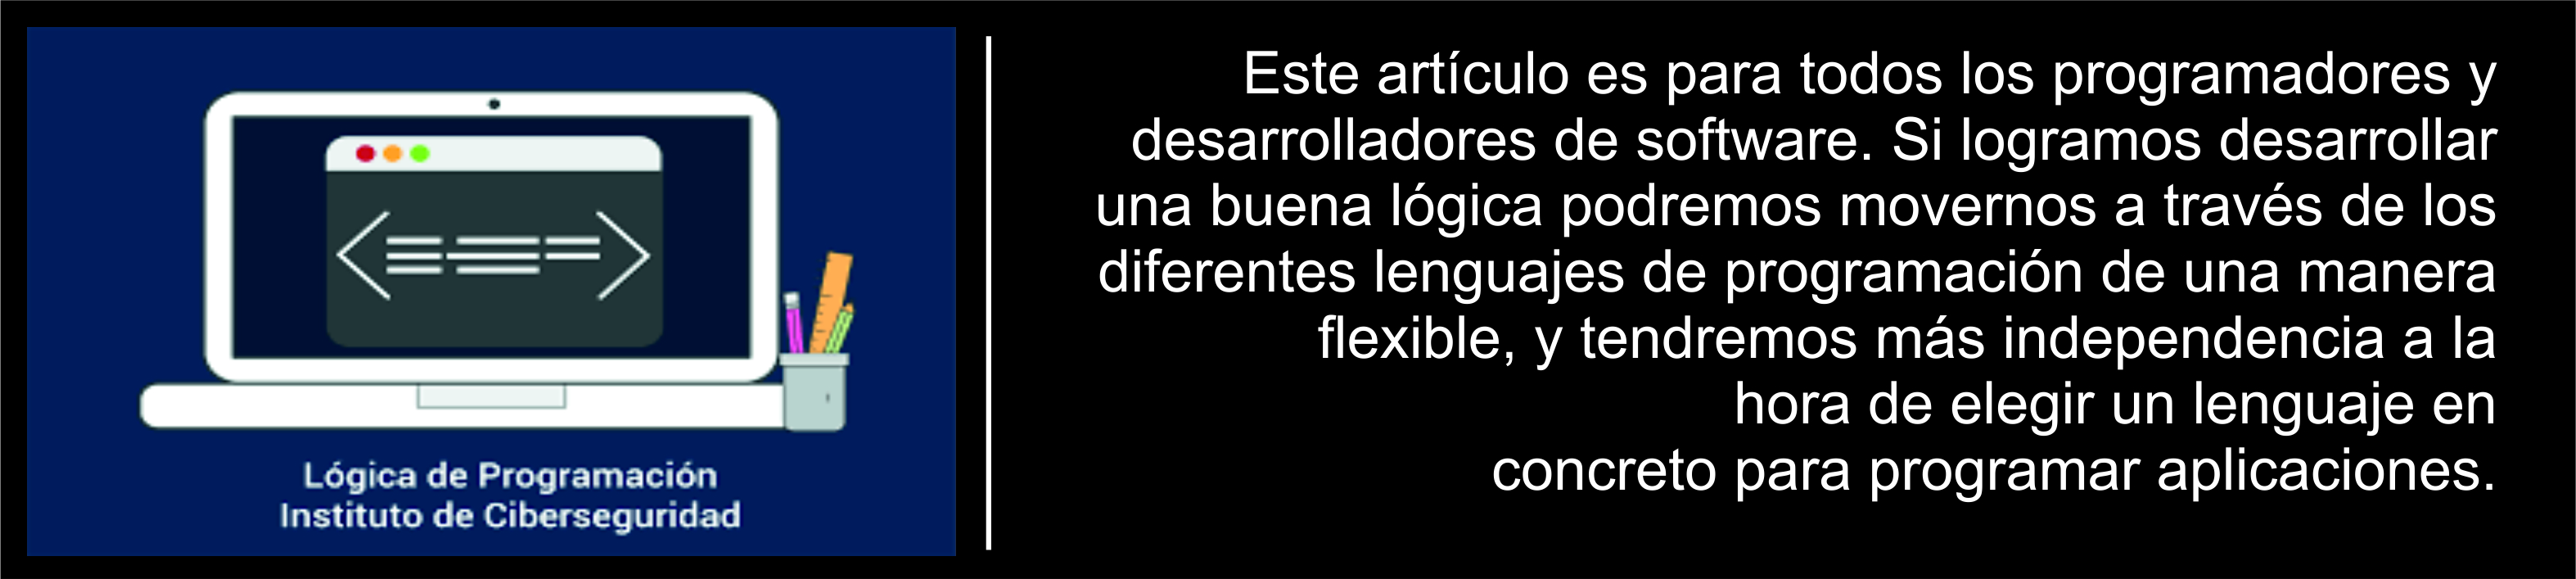 Lógica de Programación
Instituto de Ciberseguridad
Este artículo es para todos los programadores y
desarrolladores de software. Si logramos desarrollar
una buena lógica podremos movernos a través de los
diferentes lenguajes de programación de una manera
flexible, y tendremos más independencia a la
hora de elegir un lenguaje en
concreto para programar aplicaciones.